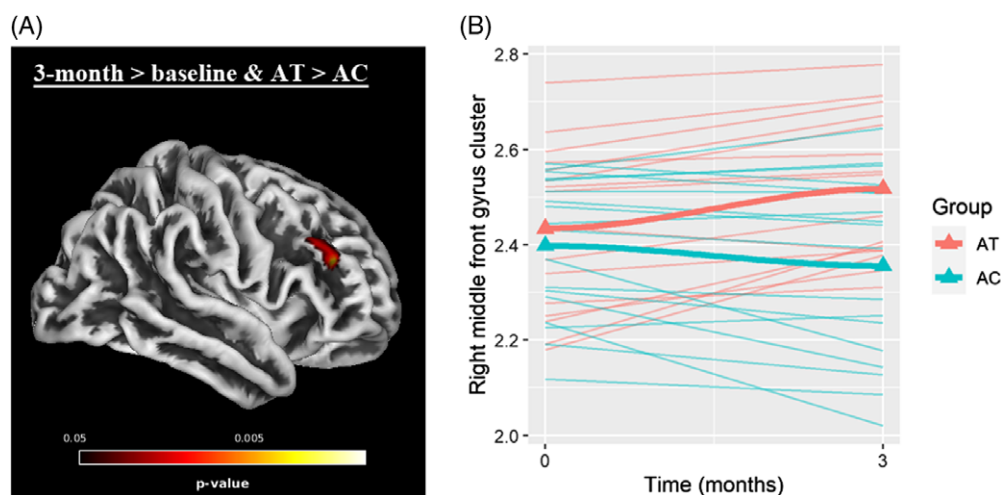 (A)
3-month > baseline & AT > AC
0.05 0.005
p-value
(B)
Right middle front gyrus cluster
2.8
2.6
2.4
2.2
2.0
0 3
Time (months)
Group
AT
AC